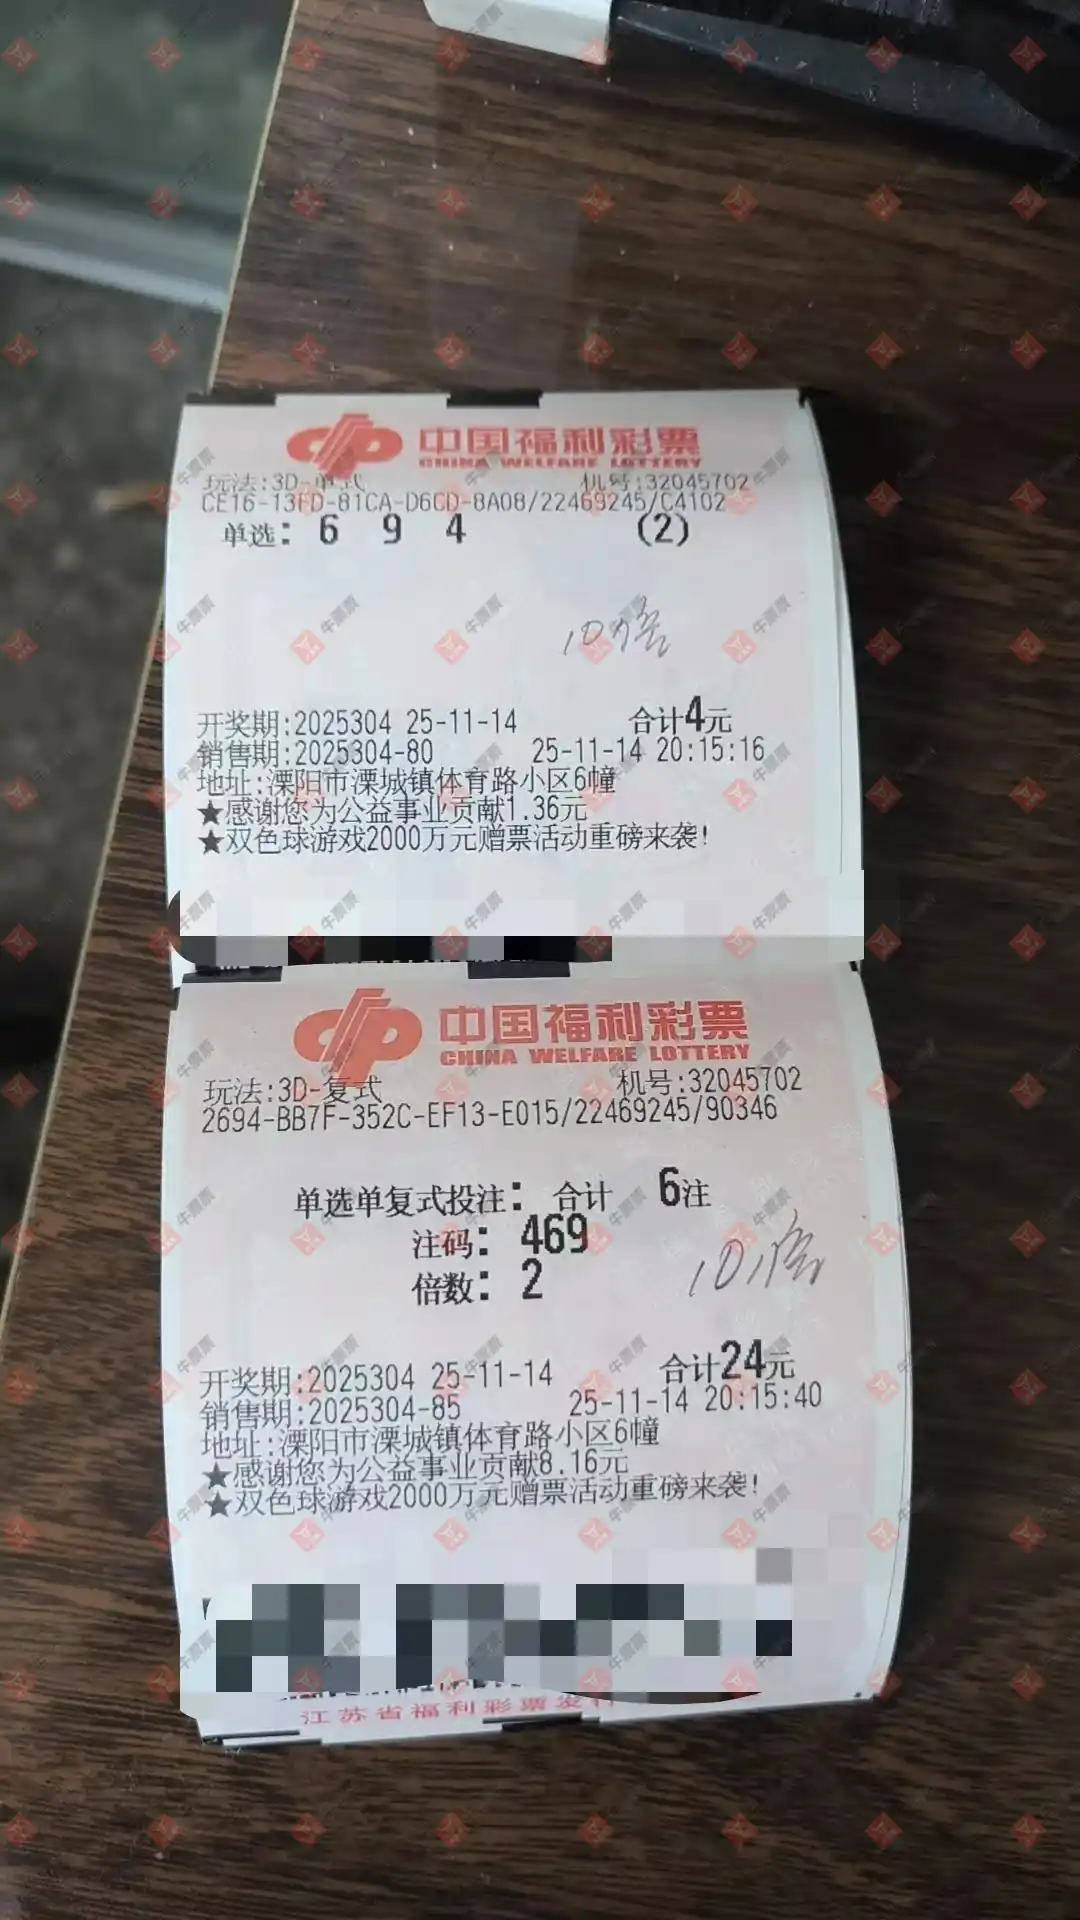 中国福利彩票
CHINA WELFARE LOTTERY
玩法:3D-单式 机号:32045702
CE16-13FD-81CA-D6CD-8A08/22469245/C4102
单选: 6 9 4 (2)
10倍
开奖期:2025304 25-11-14 合计4元
销售期:2025304-80 25-11-14 20:15:16
地址:溧阳市溧城镇体育路小区6幢
★感谢您为公益事业贡献1.36元
★双色球游戏2000万元赠票活动重磅来袭!
中国福利彩票
CHINA WELFARE LOTTERY
玩法:3D-复式 机号:32045702
2694-BB7F-352C-EF13-E015/22469245/90346
单选单复式投注: 合计 6注
注码: 469
倍数: 2
10倍
开奖期:2025304 25-11-14 合计24元
销售期:2025304-85 25-11-14 20:15:40
地址:溧阳市溧城镇体育路小区6幢
★感谢您为公益事业贡献8.16元
★双色球游戏2000万元赠票活动重磅来袭!
江苏省福利彩票发行
牛票票